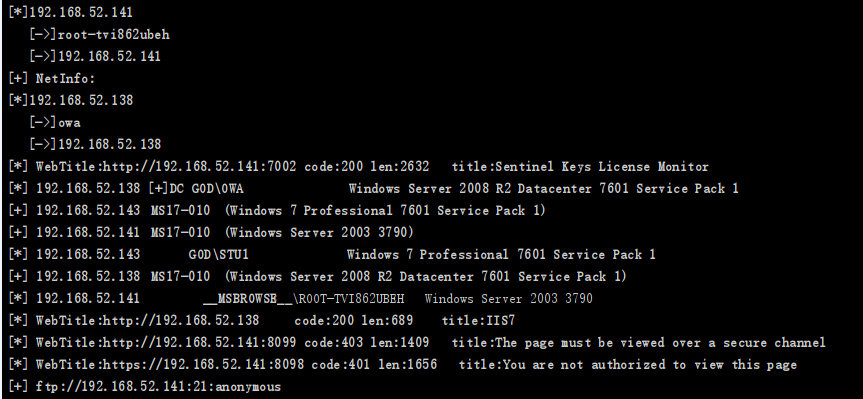 [*]192.168.52.141
[->]root-tvi862ubeh
[->]192.168.52.141
[+] NetInfo:
[*]192.168.52.138
[->]owa
[->]192.168.52.138
[*] WebTitle:http://192.168.52.141:7002 code:200 len:2632 title:Sentinel Keys License Monitor
[*] 192.168.52.138 [+]DC GOD\OWA Windows Server 2008 R2 Datacenter 7601 Service Pack 1
[+] 192.168.52.143 MS17-010 (Windows 7 Professional 7601 Service Pack 1)
[+] 192.168.52.141 MS17-010 (Windows Server 2003 3790)
[*] 192.168.52.143 GOD\STU1 Windows 7 Professional 7601 Service Pack 1
[+] 192.168.52.138 MS17-010 (Windows Server 2008 R2 Datacenter 7601 Service Pack 1)
[*] 192.168.52.141 __MSBROWSE__\ROOT-TVI862UBEH Windows Server 2003 3790
[*] WebTitle:http://192.168.52.138 code:200 len:689 title:IIS7
[*] WebTitle:http://192.168.52.141:8099 code:403 len:1409 title:The page must be viewed over a secure channel
[*] WebTitle:https://192.168.52.141:8098 code:401 len:1656 title:You are not authorized to view this page
[+] ftp://192.168.52.141:21:anonymous